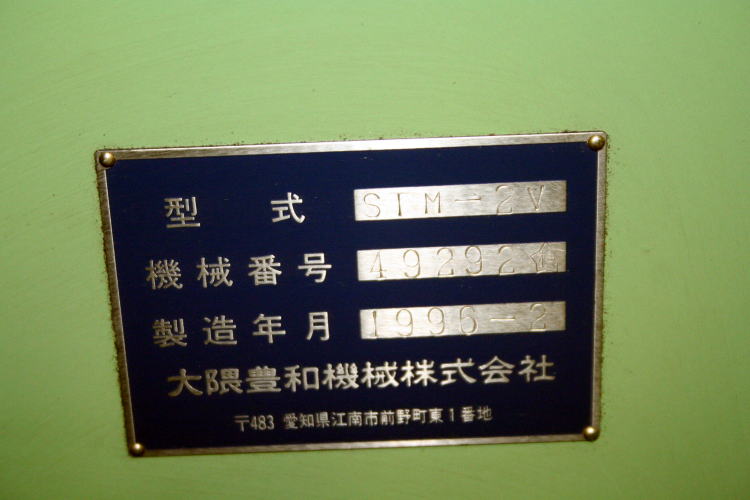 型式 STM-2V
機械番号 49292
製造年月 1996-2
大隈豊和機械株式会社
〒483 愛知県江南市前野町東1番地